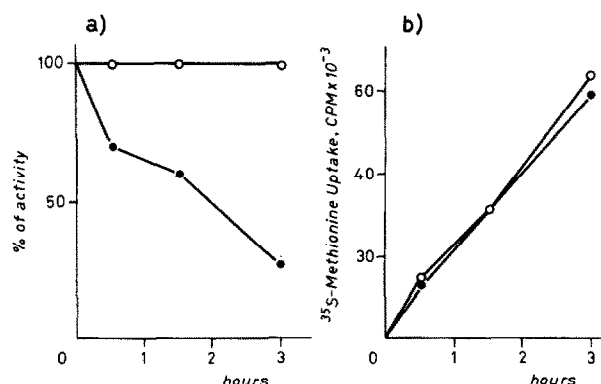 a)
100
50
% of activity
0 1 2 3
hours
b)
60
40
30
³⁵S-Methionine Uptake, CPM x 10⁻³
0 1 2 3
hours